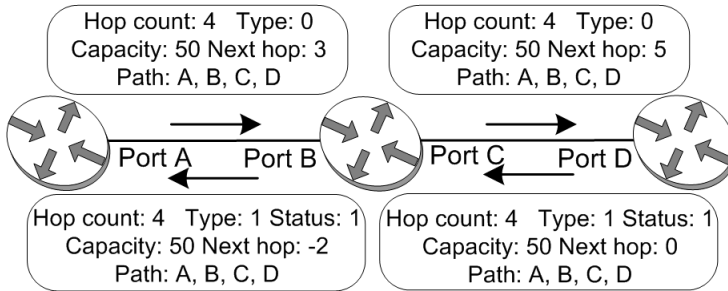 Hop count: 4 Type: 0
Capacity: 50 Next hop: 3
Path: A, B, C, D
Hop count: 4 Type: 0
Capacity: 50 Next hop: 5
Path: A, B, C, D
Port A
Port B
Port C
Port D
Hop count: 4 Type: 1 Status: 1
Capacity: 50 Next hop: -2
Path: A, B, C, D
Hop count: 4 Type: 1 Status: 1
Capacity: 50 Next hop: 0
Path: A, B, C, D